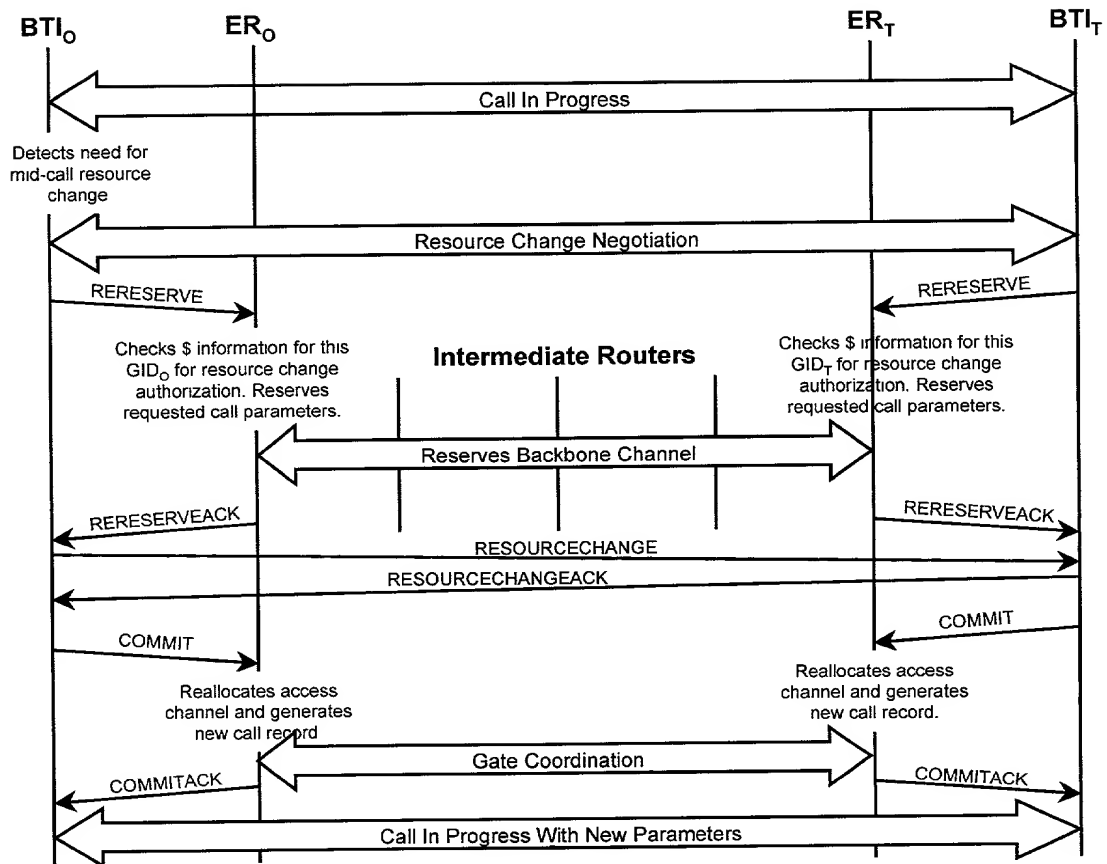 BTIO ERO ERT BTIT
Call In Progress
Detects need for
mid-call resource
change
Resource Change Negotiation
RERESERVE RERESERVE
Checks $ information for this
GIDO for resource change
authorization. Reserves
requested call parameters.
Intermediate Routers
Checks $ information for this
GIDT for resource change
authorization. Reserves
requested call parameters.
Reserves Backbone Channel
RERESERVEACK RERESERVEACK
RESOURCECHANGE
RESOURCECHANGEACK
COMMIT COMMIT
Reallocates access
channel and generates
new call record
Reallocates access
channel and generates
new call record.
Gate Coordination
COMMITACK COMMITACK
Call In Progress With New Parameters